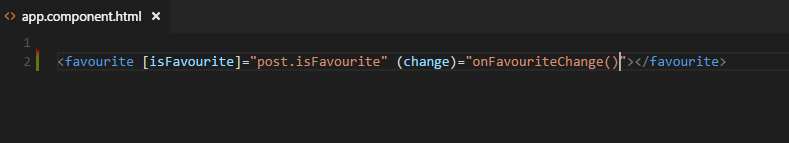 <> app.component.html ×
1
2 <favourite [isFavourite]="post.isFavourite" (change)="onFavouriteChange()"></favourite>